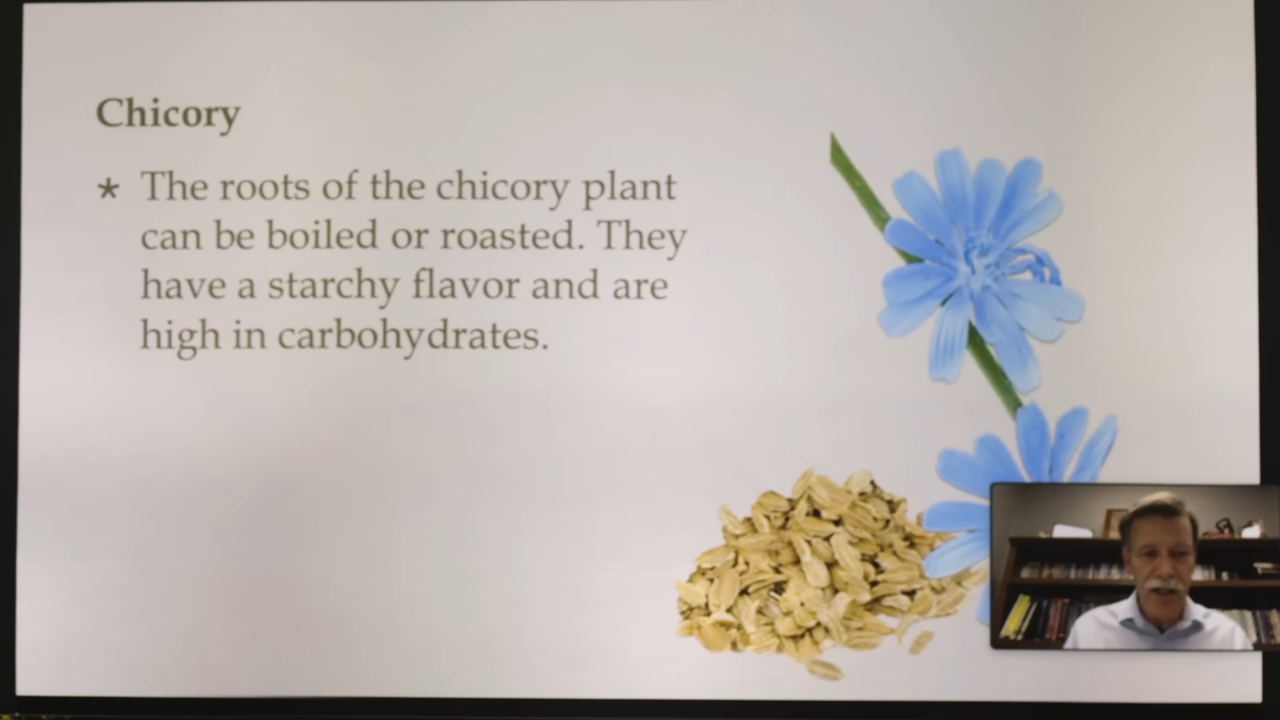 Chicory
* The roots of the chicory plant
can be boiled or roasted. They
have a starchy flavor and are
high in carbohydrates.